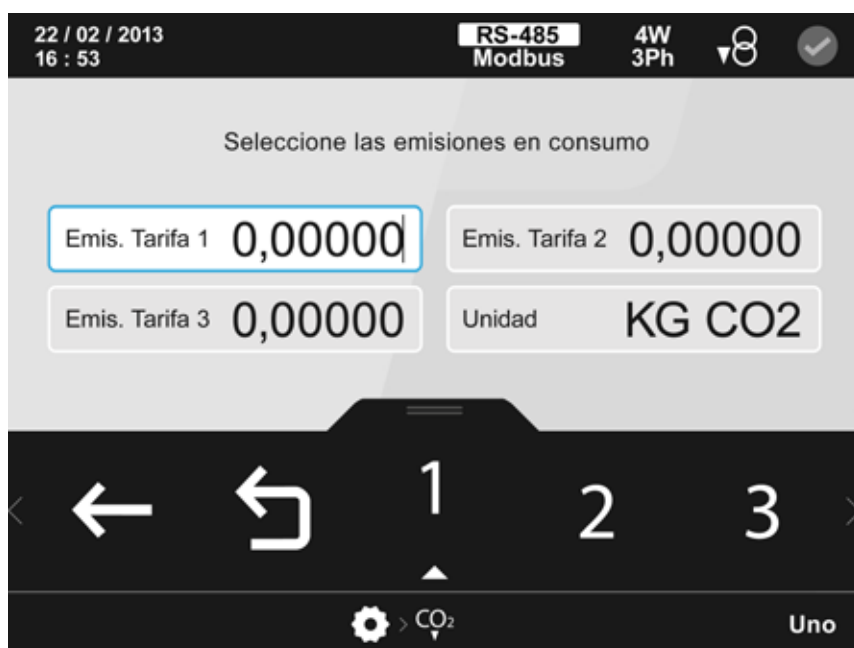 22 / 02 / 2013
16 : 53
RS-485
Modbus
4W
3Ph
Seleccione las emisiones en consumo
Emis. Tarifa 1 0,00000
Emis. Tarifa 2 0,00000
Emis. Tarifa 3 0,00000
Unidad KG CO2
1
2
3
CO2
Uno